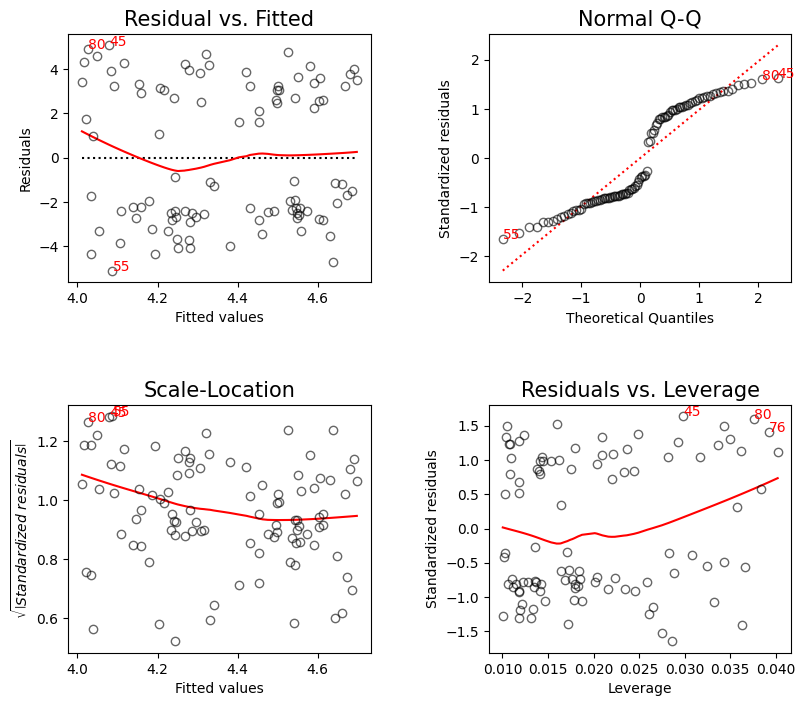 Residual vs. Fitted
Normal Q-Q
80 45
55
4
2
0
−2
−4
Residuals
4.0 4.2 4.4 4.6
Fitted values
80 45
55
2
1
0
−1
−2
Standardized residuals
−2 −1 0 1 2
Theoretical Quantiles
Scale-Location
Residuals vs. Leverage
80
1.2
1.0
0.8
0.6
√|Standardized residuals|
4.0 4.2 4.4 4.6
Fitted values
45 80
76
1.5
1.0
0.5
0.0
−0.5
−1.0
−1.5
Standardized residuals
0.010 0.015 0.020 0.025 0.030 0.035 0.040
Leverage